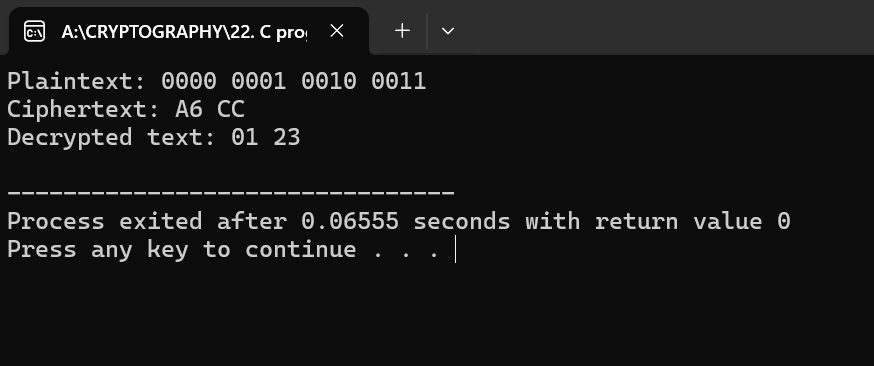 A:\CRYPTOGRAPHY\22. C pro
Plaintext: 0000 0001 0010 0011
Ciphertext: A6 CC
Decrypted text: 01 23
--------------------------------
Process exited after 0.06555 seconds with return value 0
Press any key to continue . . .